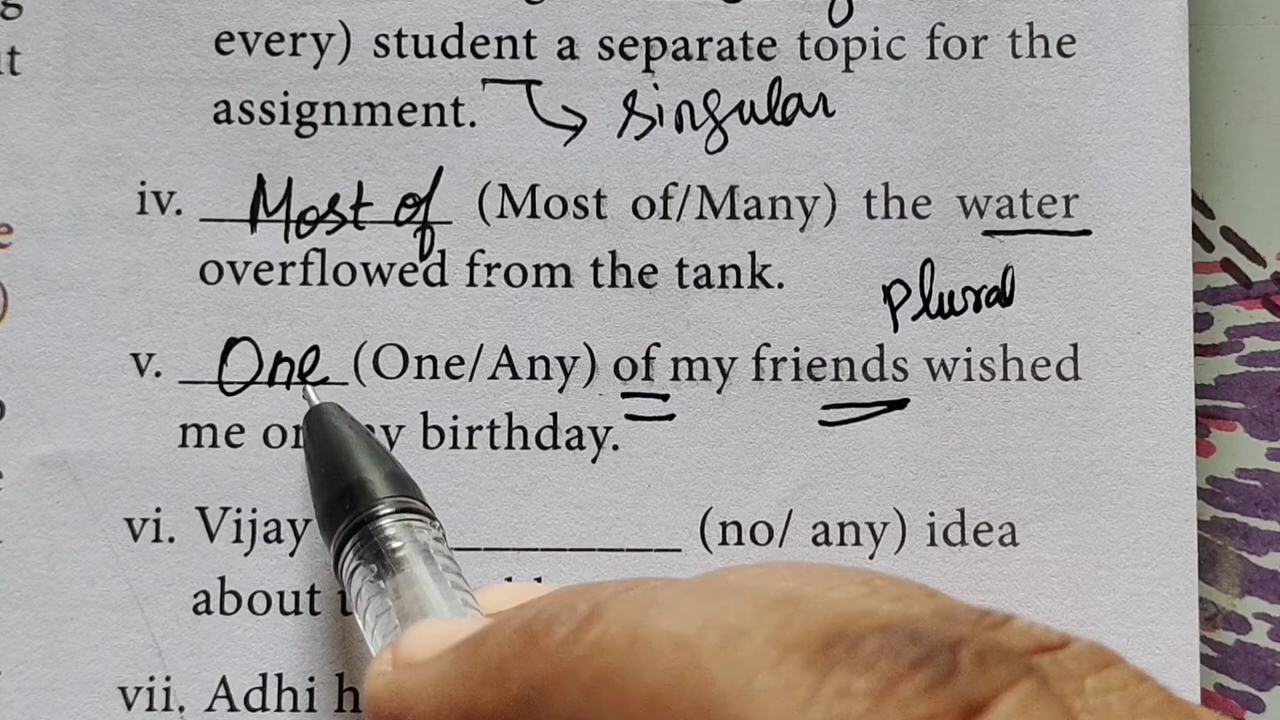 every) student a separate topic for the
assignment. singular
iv. Most of (Most of/Many) the water
overflowed from the tank.
plural
v. One (One/Any) of my friends wished
me my birthday.
vi. Vijay ________ (no/ any) idea
about
vii. Adhi